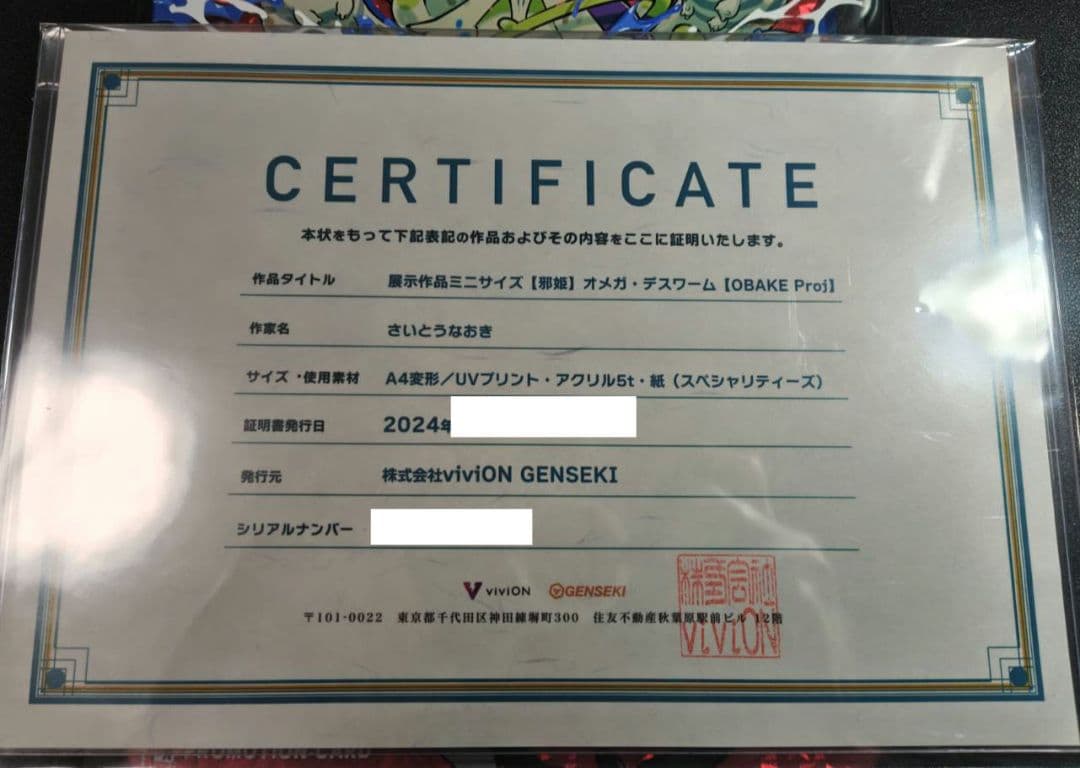 CERTIFICATE
本状をもって下記表記の作品およびその内容をここに証明いたします。
作品タイトル 展示作品ミニサイズ【邪姫】オメガ・デスワーム【OBAKE Proj】
作家名 さいとうなおき
サイズ・使用素材 A4変形／UVプリント・アクリル5t・紙（スペシャリティーズ）
証明書発行日 2024年
発行元 株式会社viviON GENSEKI
シリアルナンバー
viviON GENSEKI
〒101-0022 東京都千代田区神田練塀町300 住友不動産秋葉原駅前ビル 12階
株式会社
viviON
PROMOTION CARD